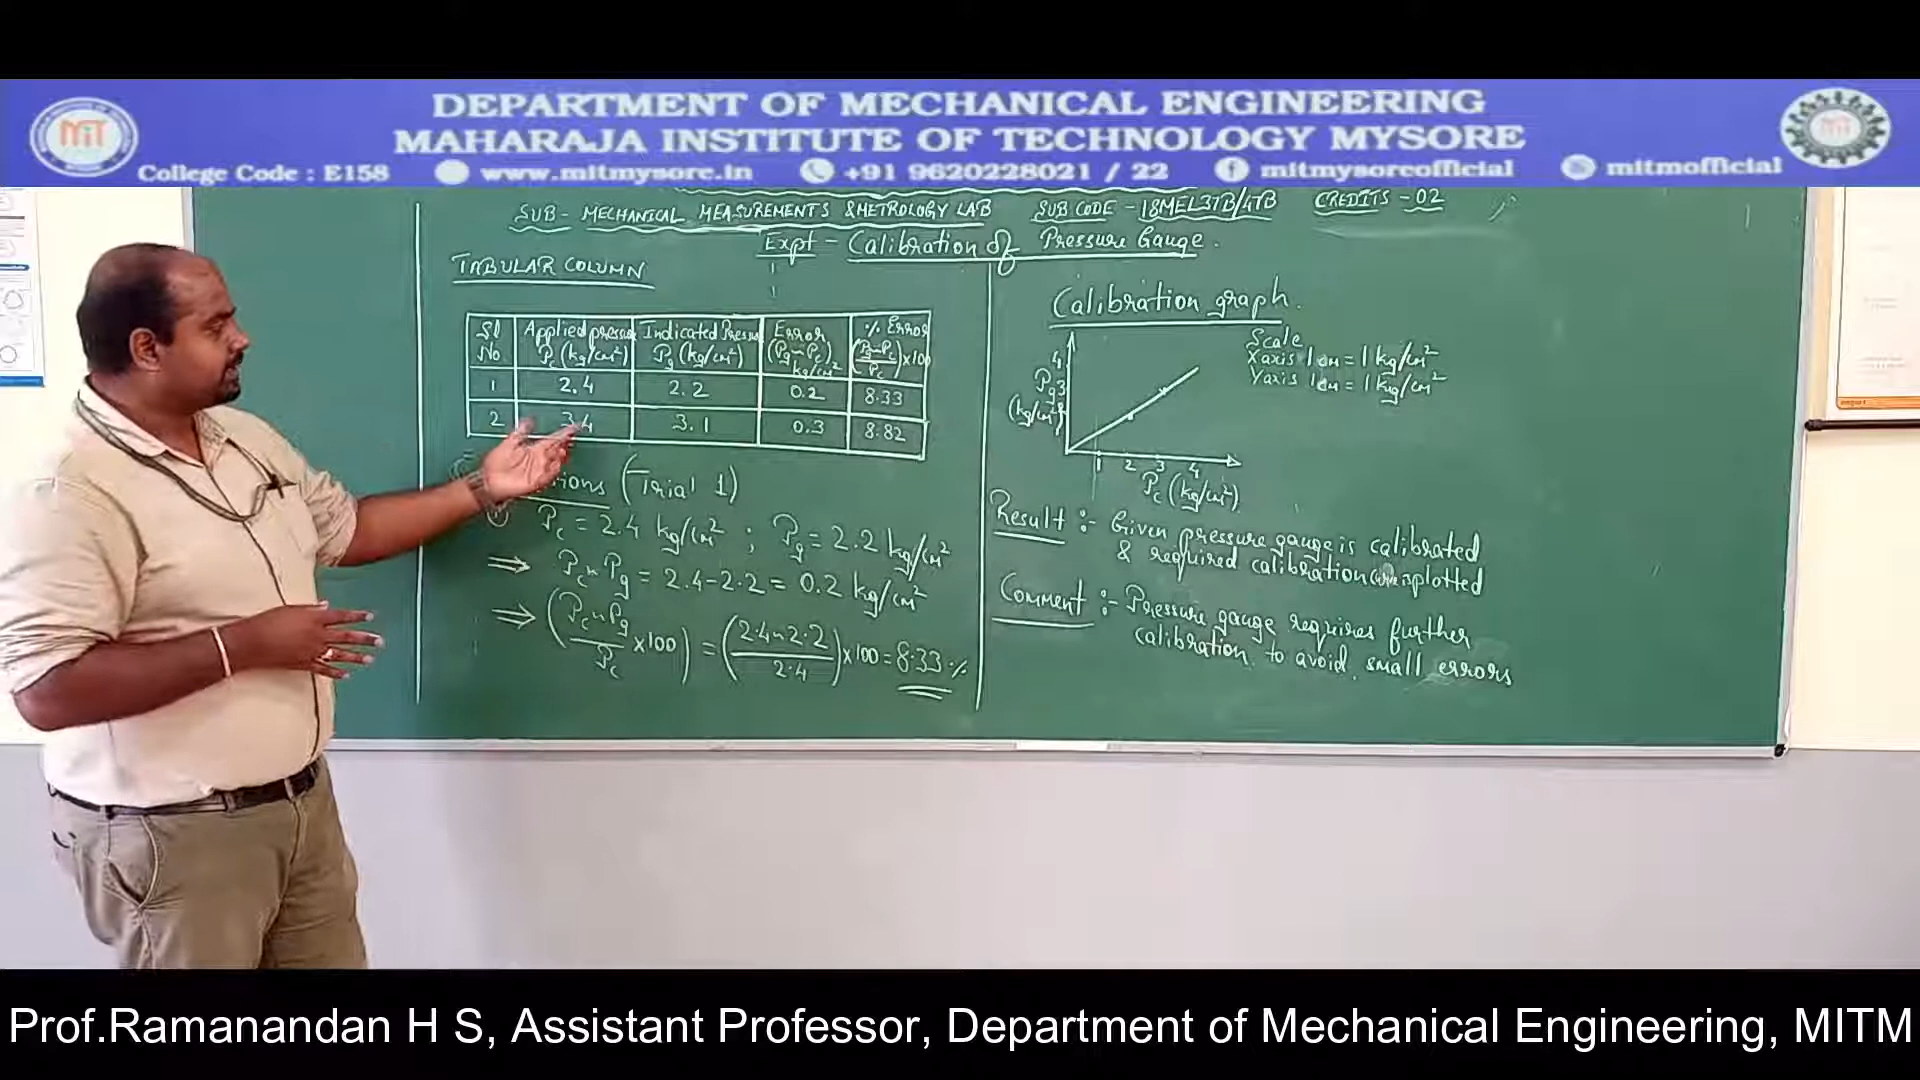 DEPARTMENT OF MECHANICAL ENGINEERING
MAHARAJA INSTITUTE OF TECHNOLOGY MYSORE
MiT
College Code : E158 www.mitmysore.in +91 9620228021 / 22 mitmysoreofficial mitmofficial
SUB- MECHANICAL MEASUREMENTS & METROLOGY LAB SUB CODE - 18MEL37B/47B CREDITS - 02
Expt - Calibration of Pressure Gauge.
TABULAR COLUMN
Sl No Applied pressure Pc (kg/cm²) Indicated Pressu Pg (kg/cm²) Error (Pg~Pc) kg/cm² % Error (Pg~Pc/Pc)x100
1 2.4 2.2 0.2 8.33
2 3.4 3.1 0.3 8.82
(Trial 1)
Pc = 2.4 kg/cm² ; Pg = 2.2 kg/cm²
⇒ Pc~Pg = 2.4-2.2 = 0.2 kg/cm²
⇒ (Pc~Pg/Pc x100) = (2.4~2.2/2.4)x100 = 8.33 %
Calibration graph.
Scale
Xaxis 1cm = 1 kg/cm²
Yaxis 1cm = 1 kg/cm²
4
Pg 3
(kg/cm²)
1 2 3 4
Pc (kg/cm²)
Result :- Given pressure gauge is calibrated
& required calibration plotted
Comment :- Pressure gauge requires further
calibration to avoid small errors
Prof.Ramanandan H S, Assistant Professor, Department of Mechanical Engineering, MITM